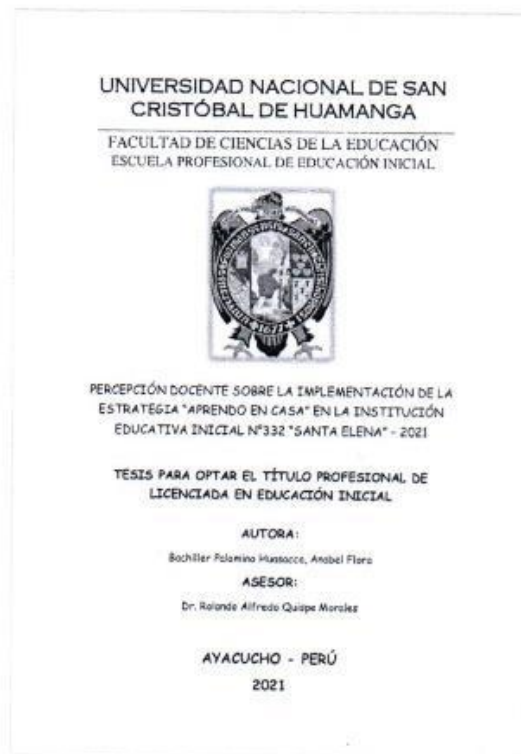 UNIVERSIDAD NACIONAL DE SAN
CRISTÓBAL DE HUAMANGA
FACULTAD DE CIENCIAS DE LA EDUCACIÓN
ESCUELA PROFESIONAL DE EDUCACIÓN INICIAL
1677
PERCEPCIÓN DOCENTE SOBRE LA IMPLEMENTACIÓN DE LA
ESTRATEGIA "APRENDO EN CASA" EN LA INSTITUCIÓN
EDUCATIVA INICIAL N°332 "SANTA ELENA" - 2021
TESIS PARA OPTAR EL TÍTULO PROFESIONAL DE
LICENCIADA EN EDUCACIÓN INICIAL
AUTORA:
Bachiller Palomino Huasacca, Anabel Flora
ASESOR:
Dr. Rolando Alfredo Quispe Morales
AYACUCHO - PERÚ
2021